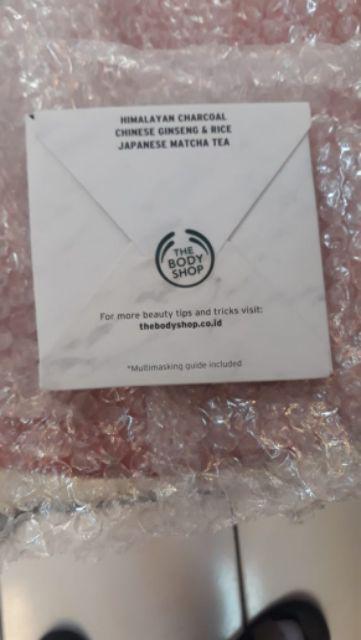 HIMALAYAN CHARCOAL
CHINESE GINSENG & RICE
JAPANESE MATCHA TEA
THE
BODY
SHOP
For more beauty tips and tricks visit:
thebodyshop.co.id
*Multimasking guide included